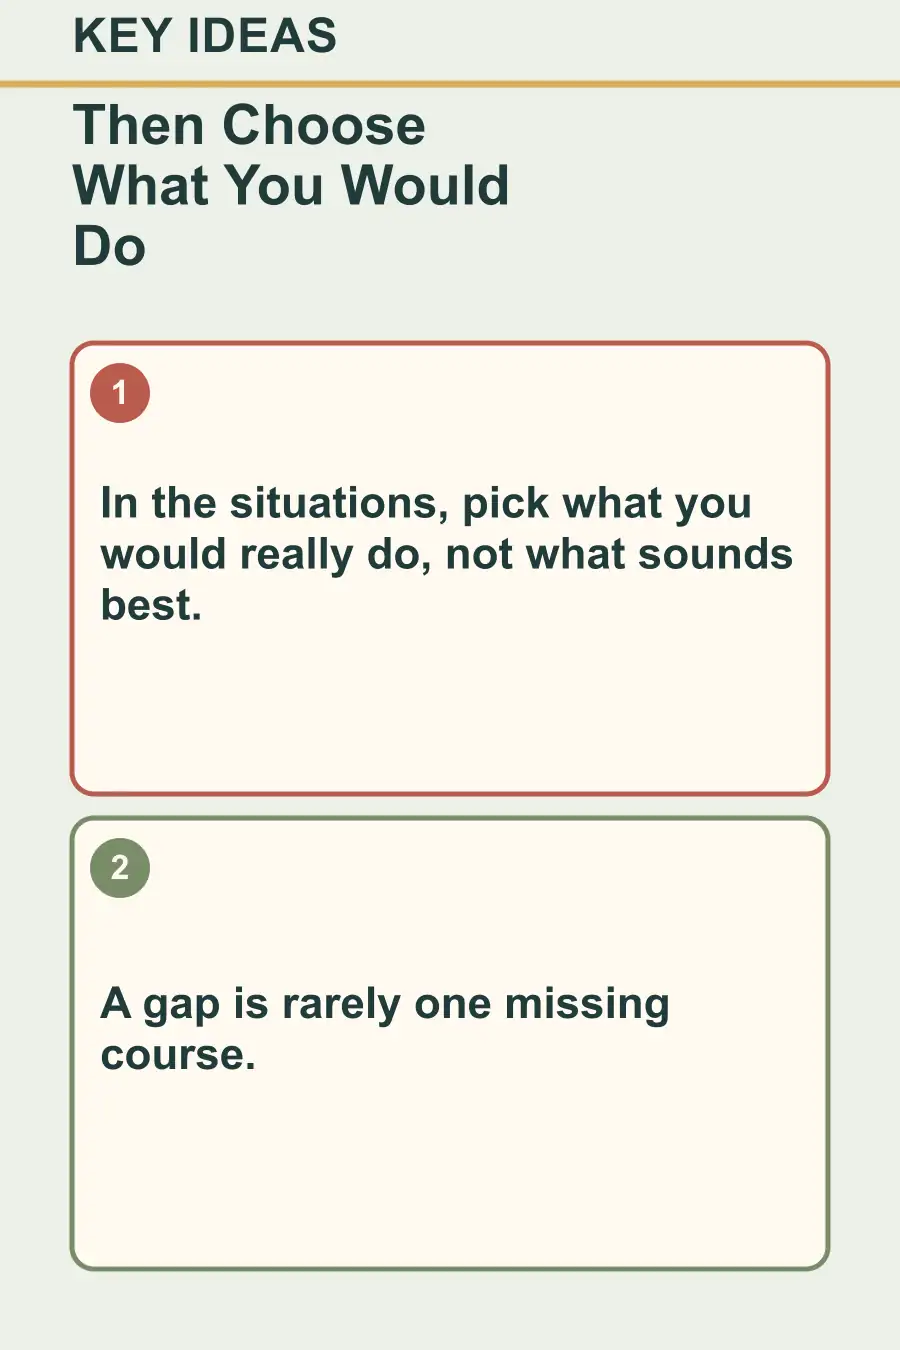 KEY IDEAS
Then Choose
What You Would
Do
1
In the situations, pick what you
would really do, not what sounds
best.
2
A gap is rarely one missing
course.